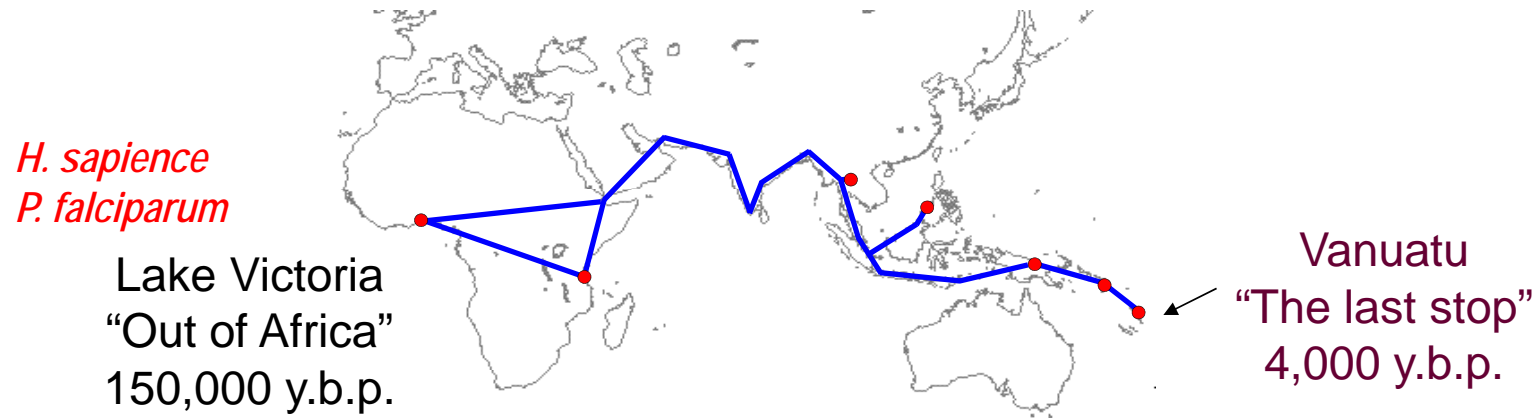 H. sapience
P. falciparum
Lake Victoria
“Out of Africa”
150,000 y.b.p.
Vanuatu
“The last stop”
4,000 y.b.p.